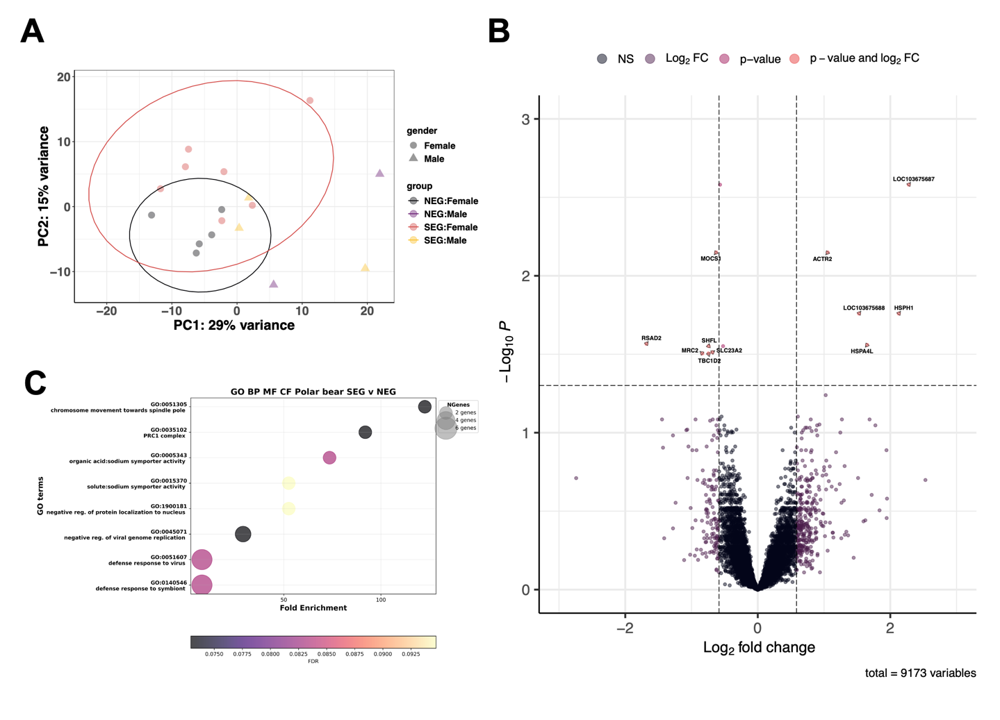 A
20
10
0
−10
−20
−10
0
10
20
PC2: 15% variance
PC1: 29% variance
gender
Female
Male
group
NEG:Female
NEG:Male
SEG:Female
SEG:Male
B
NS
Log2 FC
p−value
p − value and log2 FC
3
2
1
0
−2
0
2
−Log10 P
Log2 fold change
LOC103675687
MOCS1
ACTR2
LOC103675688
HSPH1
RSAD2
SHFL
MRC2
SLC23A2
TBC1D2
HSPA4L
total = 9173 variables
C
GO BP MF CF Polar bear SEG v NEG
GO terms
GO:0051305
chromosome movement towards spindle pole
GO:0035102
PRC1 complex
GO:0005343
organic acid:sodium symporter activity
GO:0015370
solute:sodium symporter activity
GO:1900181
negative reg. of protein localization to nucleus
GO:0045071
negative reg. of viral genome replication
GO:0051607
defense response to virus
GO:0140546
defense response to symbiont
NGenes
2 genes
4 genes
6 genes
50
100
Fold Enrichment
0.0750
0.0775
0.0800
0.0825
0.0850
0.0875
0.0900
0.0925
FDR